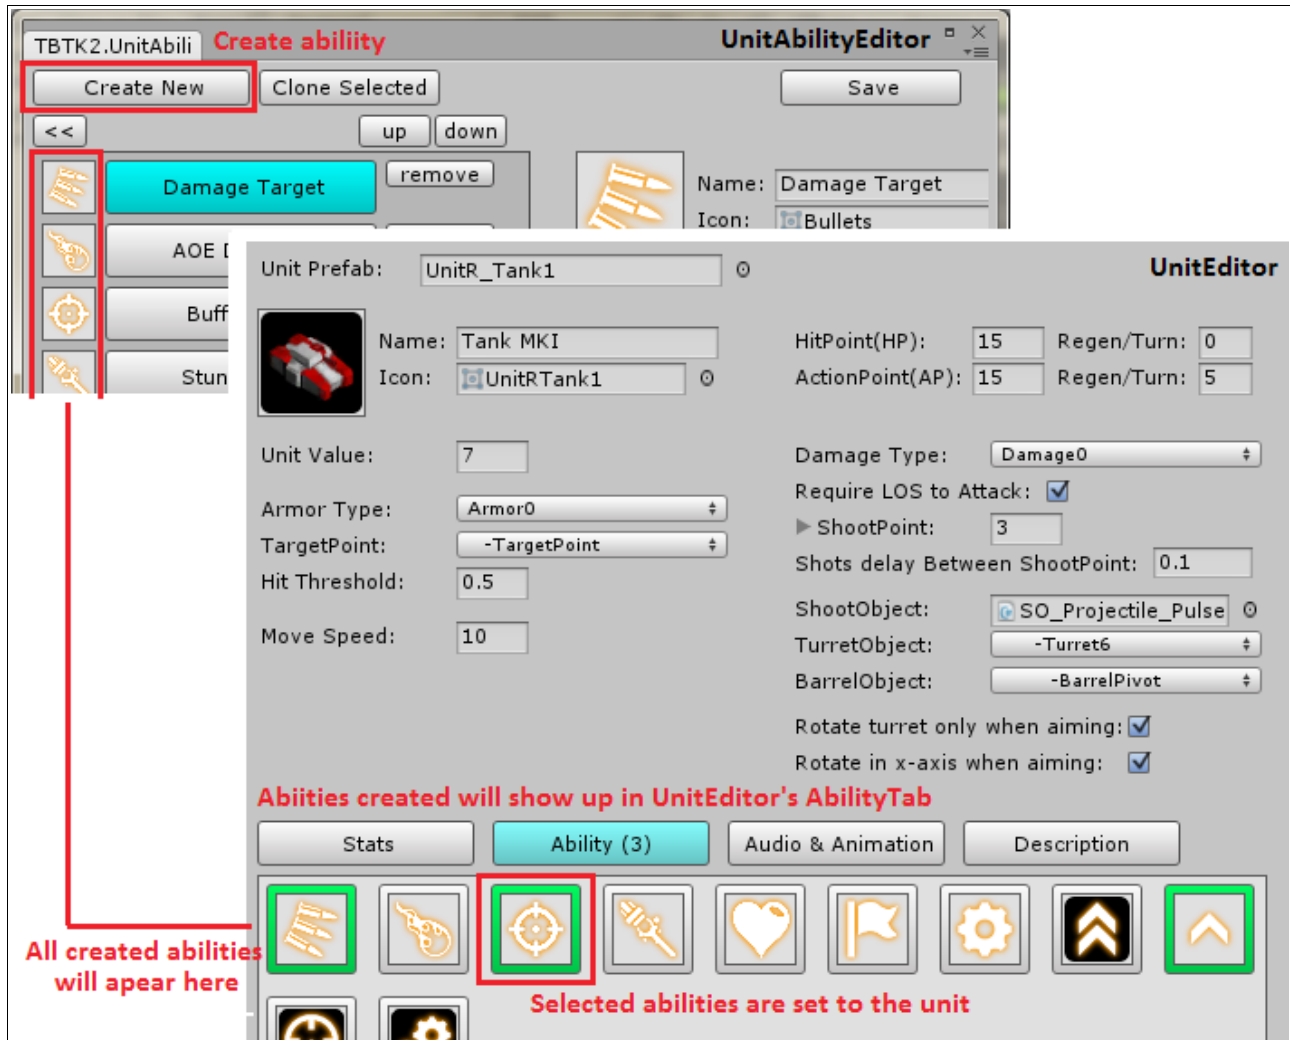 TBTK2.UnitAbili Create abiliity UnitAbilityEditor
Create New Clone Selected Save
<< up down
Damage Target remove Name: Damage Target
Icon: Bullets
AOE
Buff
Stun
Unit Prefab: UnitR_Tank1 UnitEditor
Name: Tank MKI HitPoint(HP): 15 Regen/Turn: 0
Icon: UnitRTank1 ActionPoint(AP): 15 Regen/Turn: 5
Unit Value: 7 Damage Type: Damage0
Require LOS to Attack:
Armor Type: Armor0 ShootPoint: 3
TargetPoint: -TargetPoint Shots delay Between ShootPoint: 0.1
Hit Threshold: 0.5
ShootObject: SO_Projectile_Pulse
Move Speed: 10 TurretObject: -Turret6
BarrelObject: -BarrelPivot
Rotate turret only when aiming:
Rotate in x-axis when aiming:
Abiities created will show up in UnitEditor's AbilityTab
Stats Ability (3) Audio & Animation Description
All created abilities
will apear here
Selected abilities are set to the unit